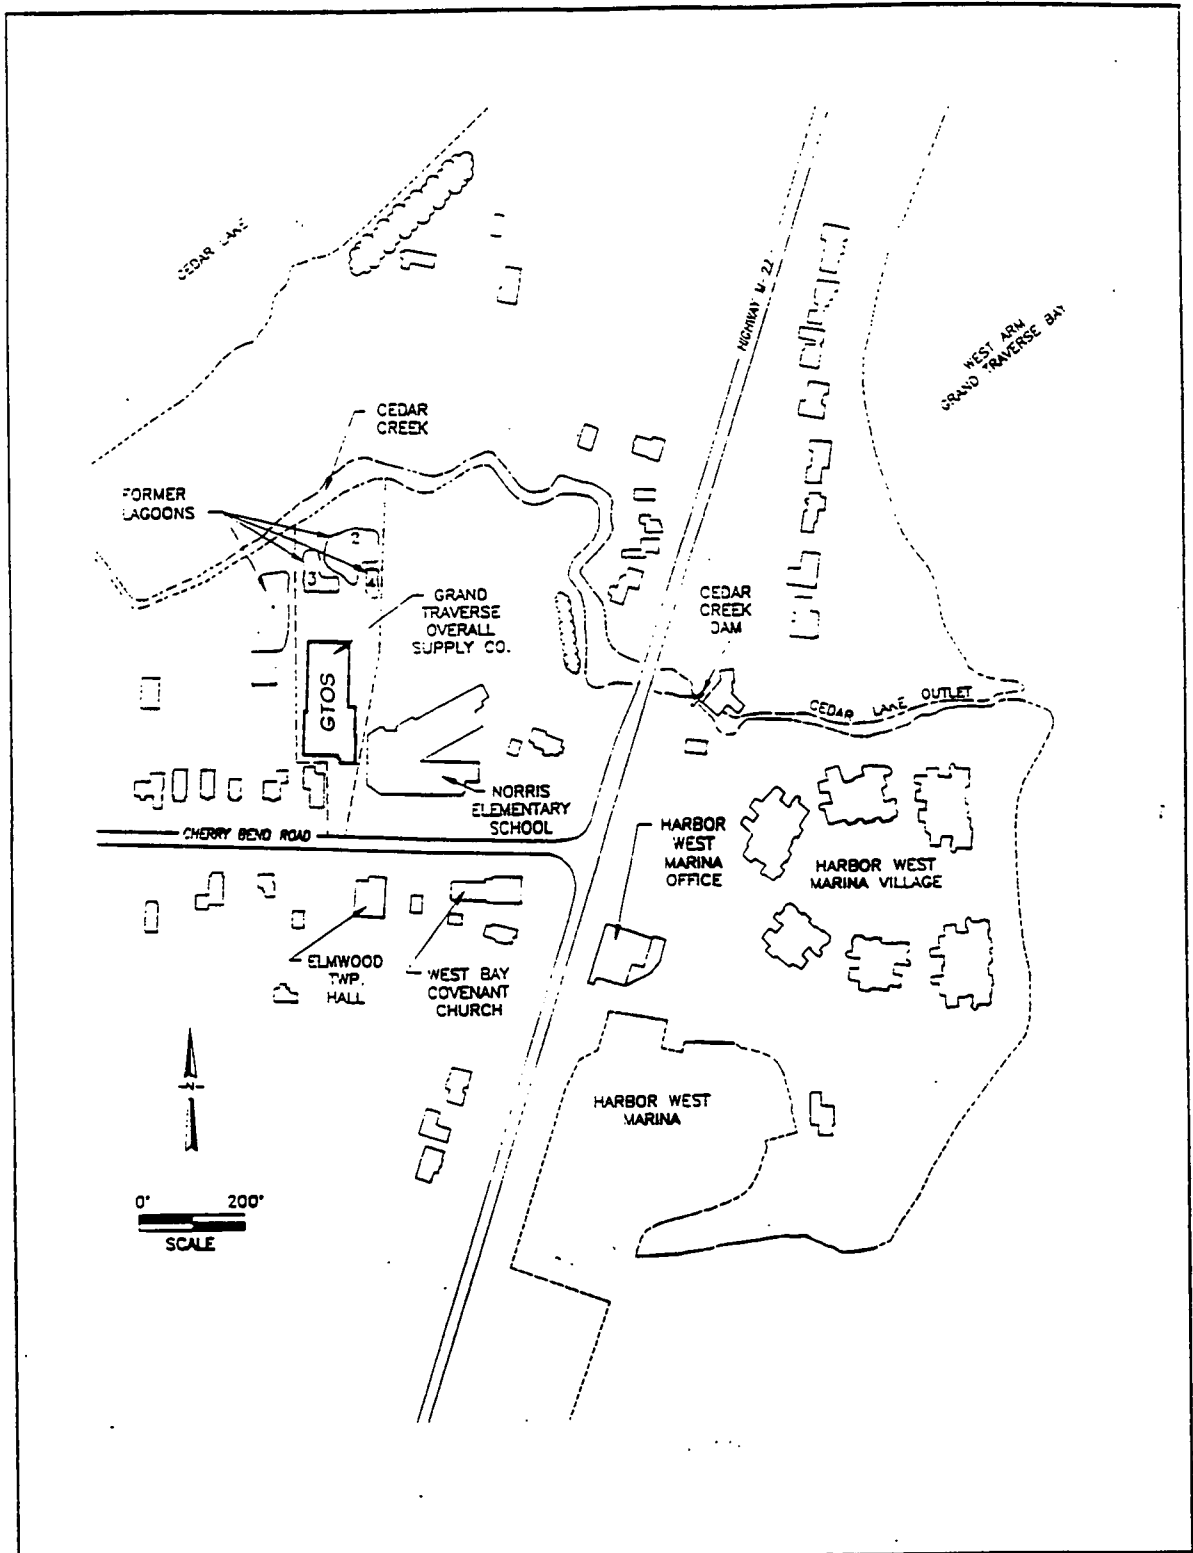 CEDAR LAKE
HIGHWAY M-22
WEST ARM
GRAND TRAVERSE BAY
CEDAR
CREEK
FORMER
LAGOONS
2
3
4
GRAND
TRAVERSE
OVERALL
SUPPLY CO.
CEDAR
CREEK
DAM
GTOS
CEDAR LAKE OUTLET
NORRIS
ELEMENTARY
SCHOOL
CHERRY BEND ROAD
HARBOR
WEST
MARINA
OFFICE
HARBOR WEST
MARINA VILLAGE
ELMWOOD
TWP.
HALL
WEST BAY
COVENANT
CHURCH
N
HARBOR WEST
MARINA
0' 200'
SCALE